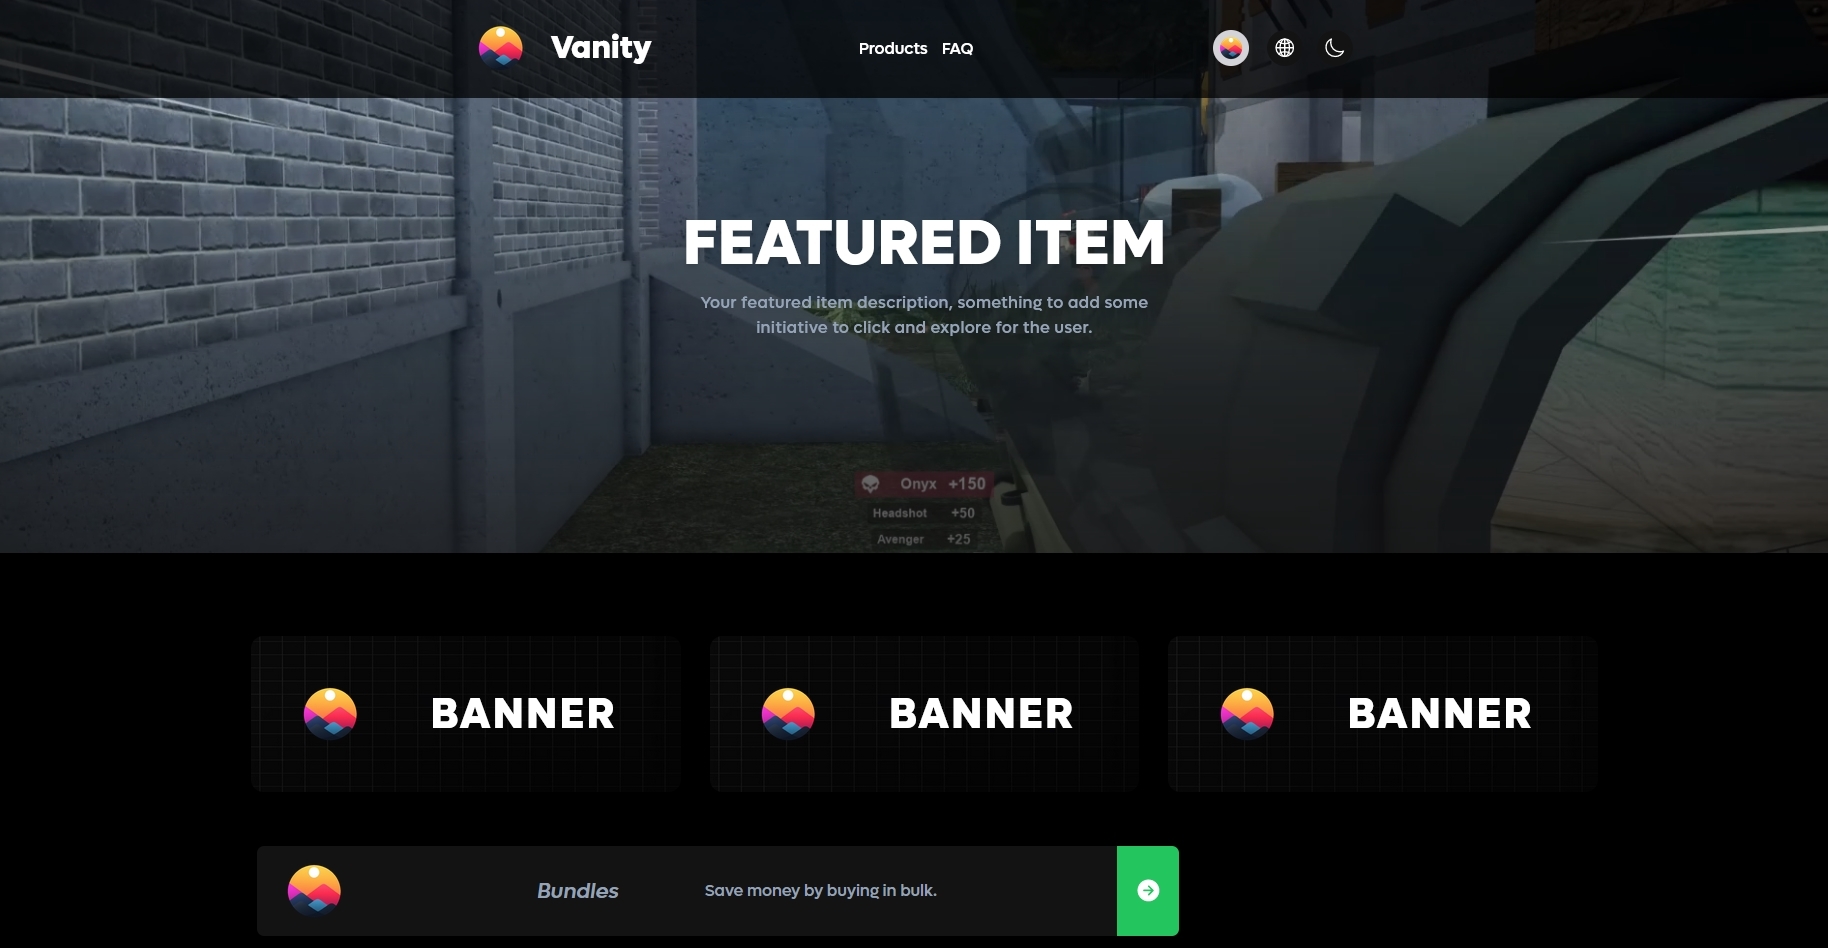 Vanity
Products FAQ
FEATURED ITEM
Your featured item description, something to add some
initiative to click and explore for the user.
Onyx +150
Headshot +50
Avenger +25
BANNER
BANNER
BANNER
Bundles
Save money by buying in bulk.